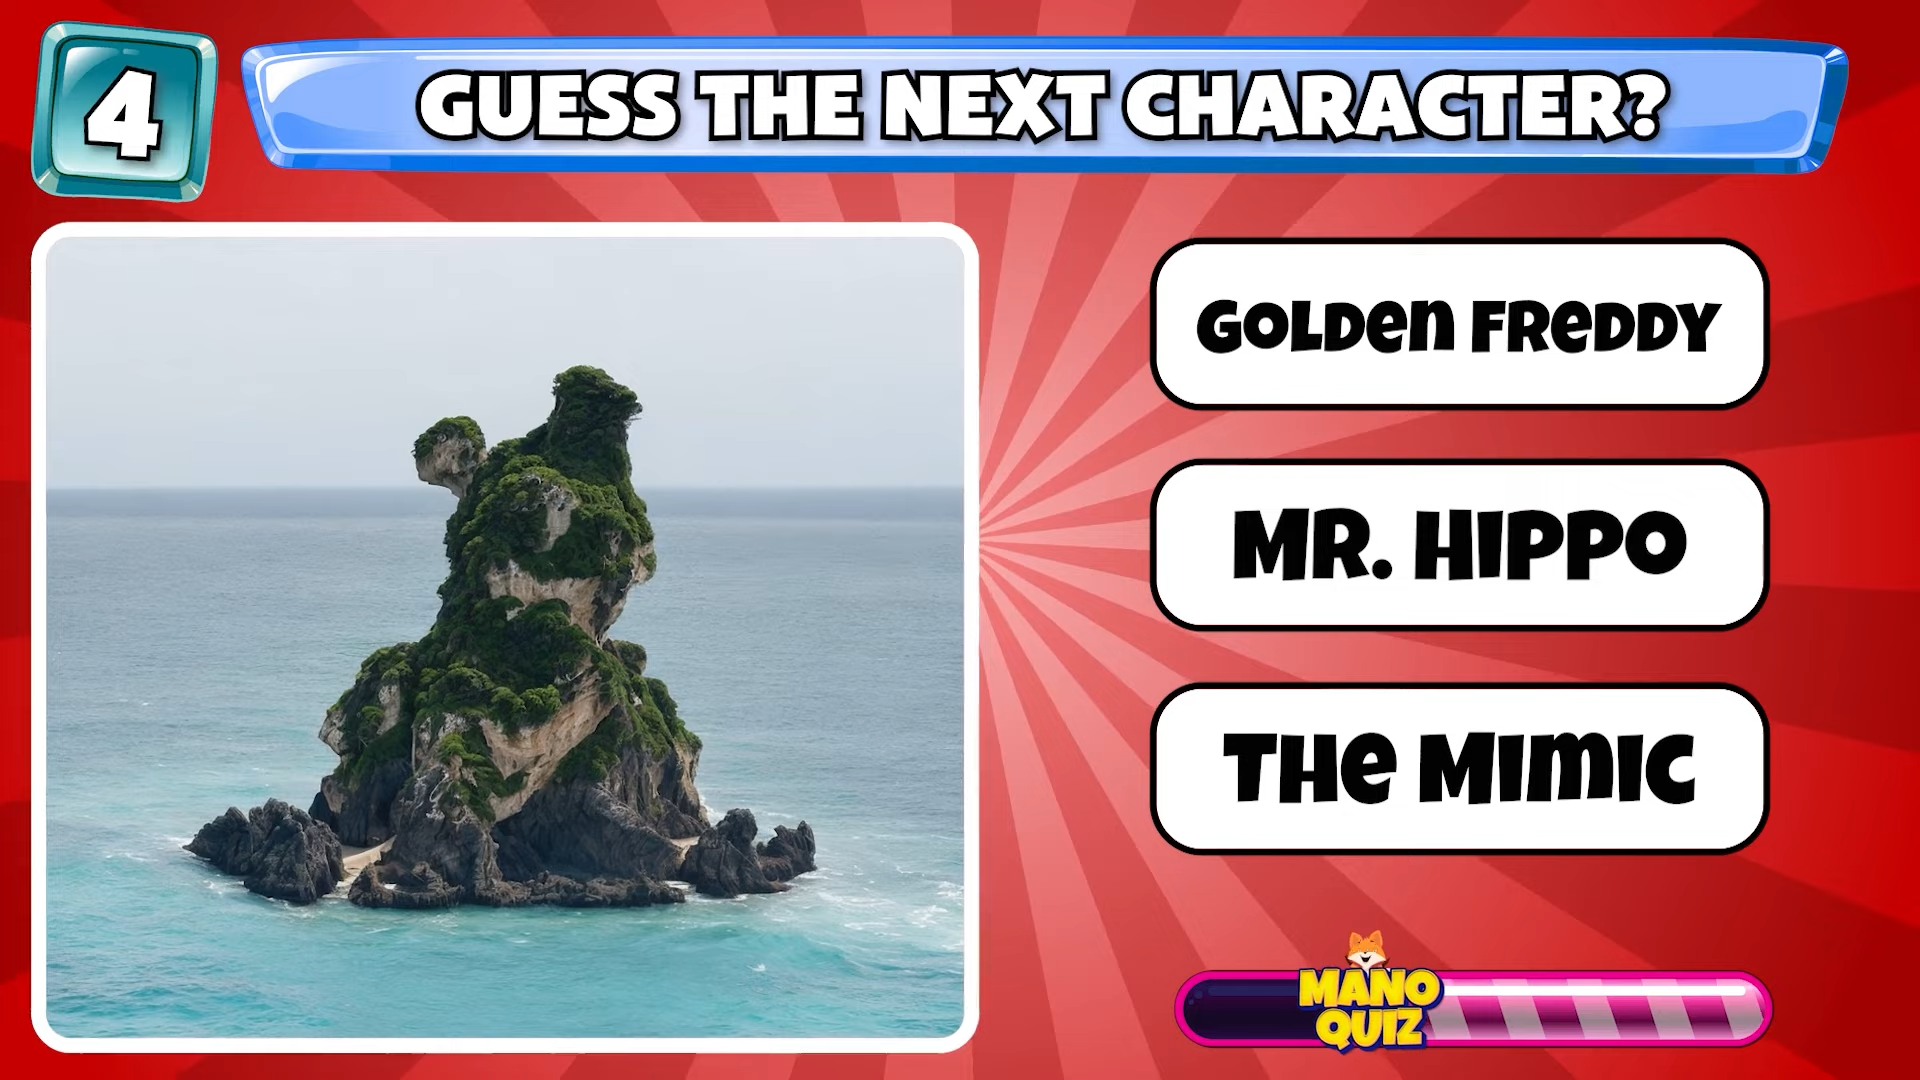 4
GUESS THE NEXT CHARACTER?
GOLDEN FREDDY
MR. HIPPO
THE MIMIC
MANO
QUIZ